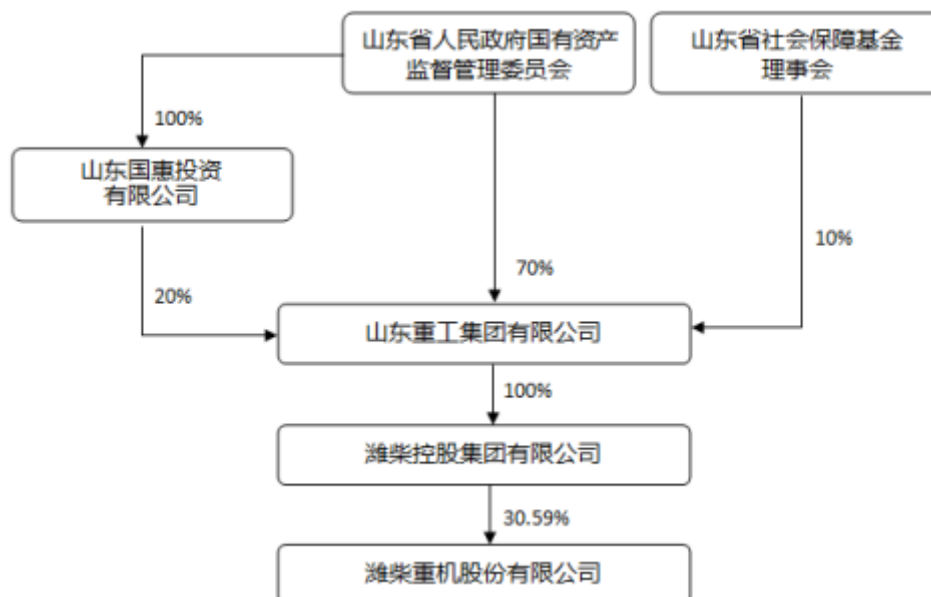 山东省人民政府国有资产
监督管理委员会
山东省社会保障基金
理事会
100%
山东国惠投资
有限公司
10%
70%
20%
山东重工集团有限公司
100%
潍柴控股集团有限公司
30.59%
潍柴重机股份有限公司